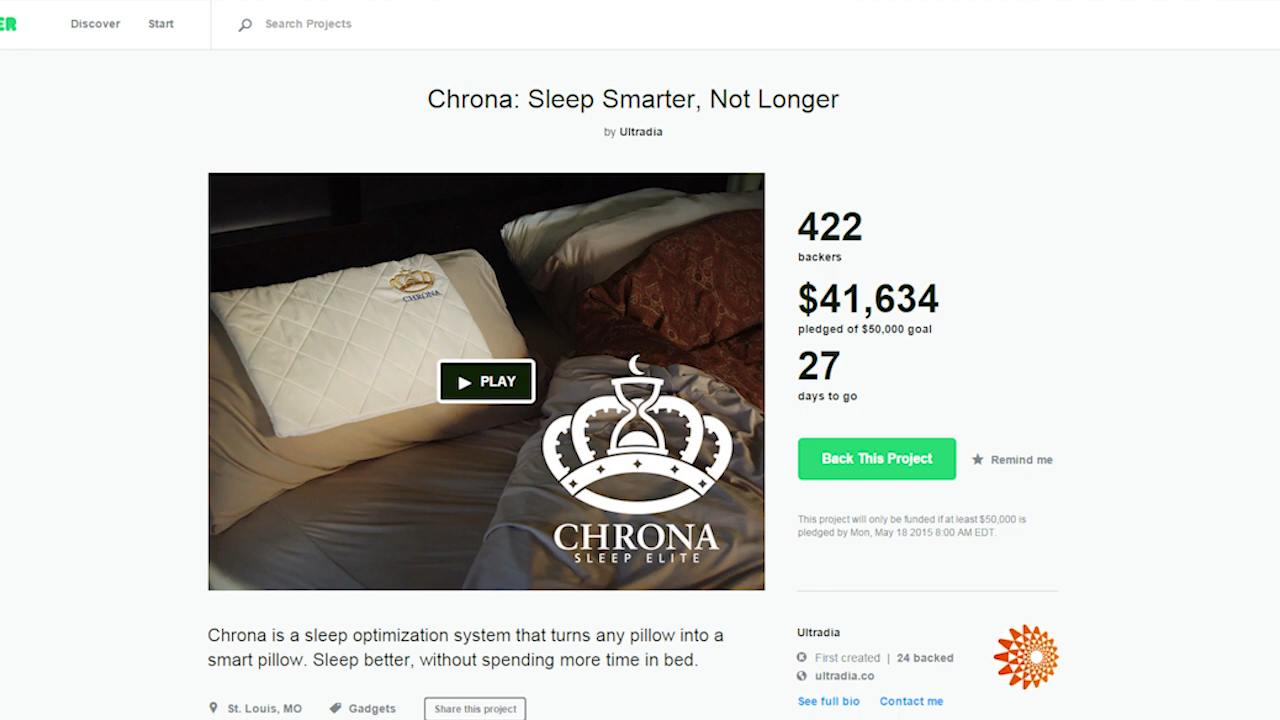 ER
Discover
Start
Search Projects
Chrona: Sleep Smarter, Not Longer
by Ultradia
CHRONA
PLAY
CHRONA
SLEEP ELITE
422
backers
$41,634
pledged of $50,000 goal
27
days to go
Back This Project
Remind me
This project will only be funded if at least $50,000 is
pledged by Mon, May 18 2015 8:00 AM EDT.
Chrona is a sleep optimization system that turns any pillow into a
smart pillow. Sleep better, without spending more time in bed.
St. Louis, MO
Gadgets
Share this project
Ultradia
First created | 24 backed
ultradia.co
See full bio
Contact me